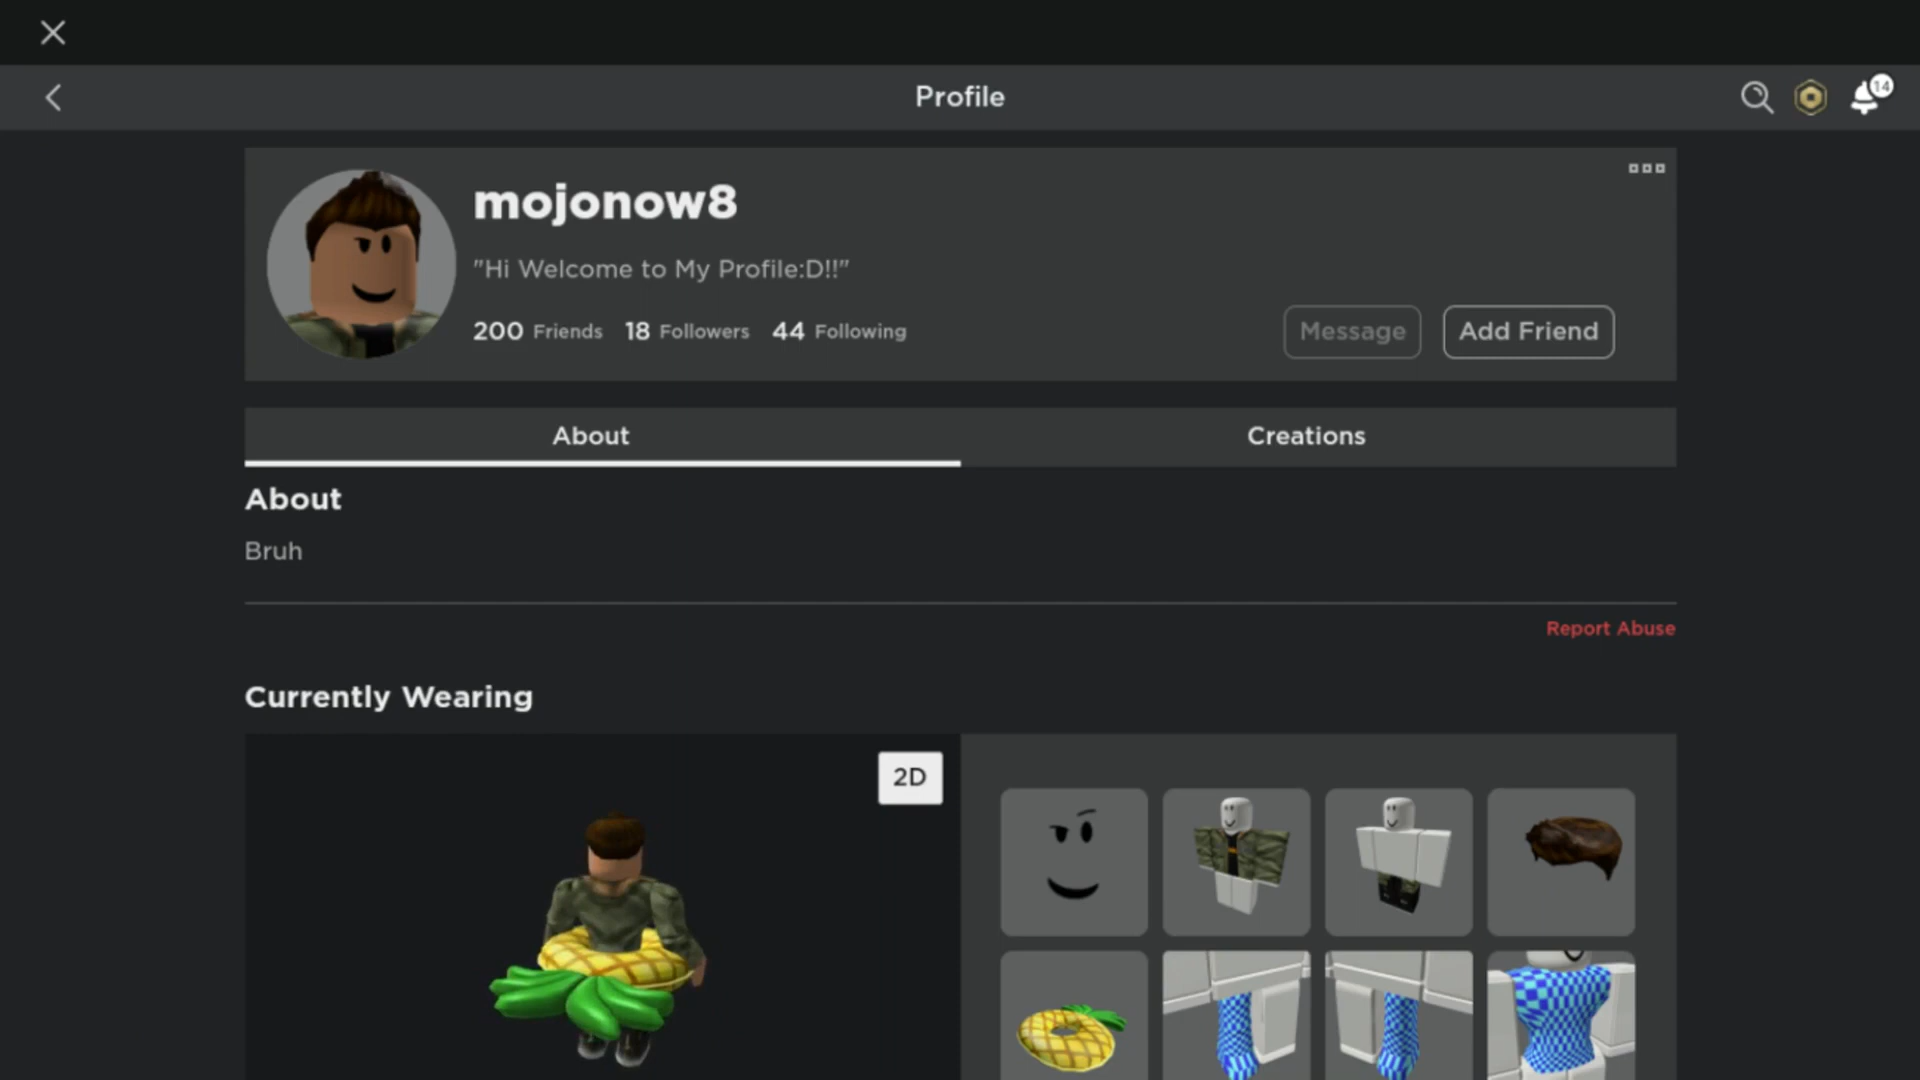 Profile
14
mojonow8
"Hi Welcome to My Profile:D!!"
200 Friends 18 Followers 44 Following
Message
Add Friend
About
Creations
About
Bruh
Report Abuse
Currently Wearing
2D